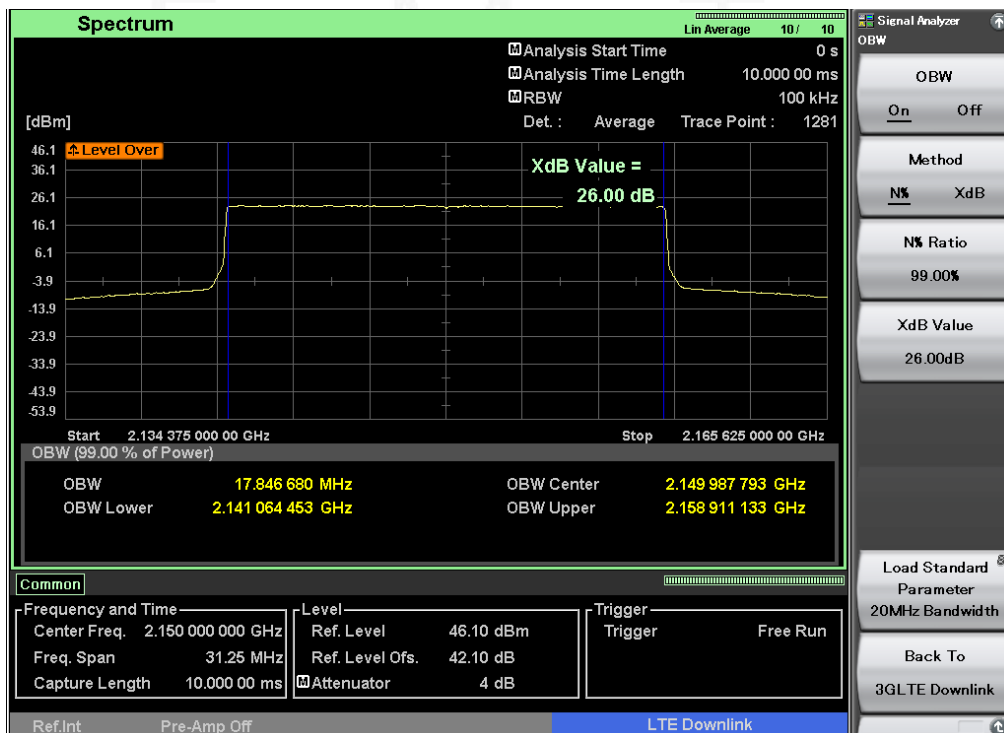 Spectrum
Lin Average 10 / 10
M Analysis Start Time 0 s
M Analysis Time Length 10.000 00 ms
M RBW 100 kHz
[dBm] Det. : Average Trace Point : 1281
Level Over
XdB Value =
26.00 dB
46.1
36.1
26.1
16.1
6.1
-3.9
-13.9
-23.9
-33.9
-43.9
-53.9
Start 2.134 375 000 00 GHz Stop 2.165 625 000 00 GHz
OBW (99.00 % of Power)
OBW 17.846 680 MHz OBW Center 2.149 987 793 GHz
OBW Lower 2.141 064 453 GHz OBW Upper 2.158 911 133 GHz
Common
Frequency and Time
Center Freq. 2.150 000 000 GHz
Freq. Span 31.25 MHz
Capture Length 10.000 00 ms
Level
Ref. Level 46.10 dBm
Ref. Level Ofs. 42.10 dB
M Attenuator 4 dB
Trigger
Trigger Free Run
Ref.Int Pre-Amp Off LTE Downlink
Signal Analyzer
OBW
OBW
On Off
Method
N% XdB
N% Ratio
99.00%
XdB Value
26.00dB
Load Standard
Parameter
20MHz Bandwidth
Back To
3GLTE Downlink